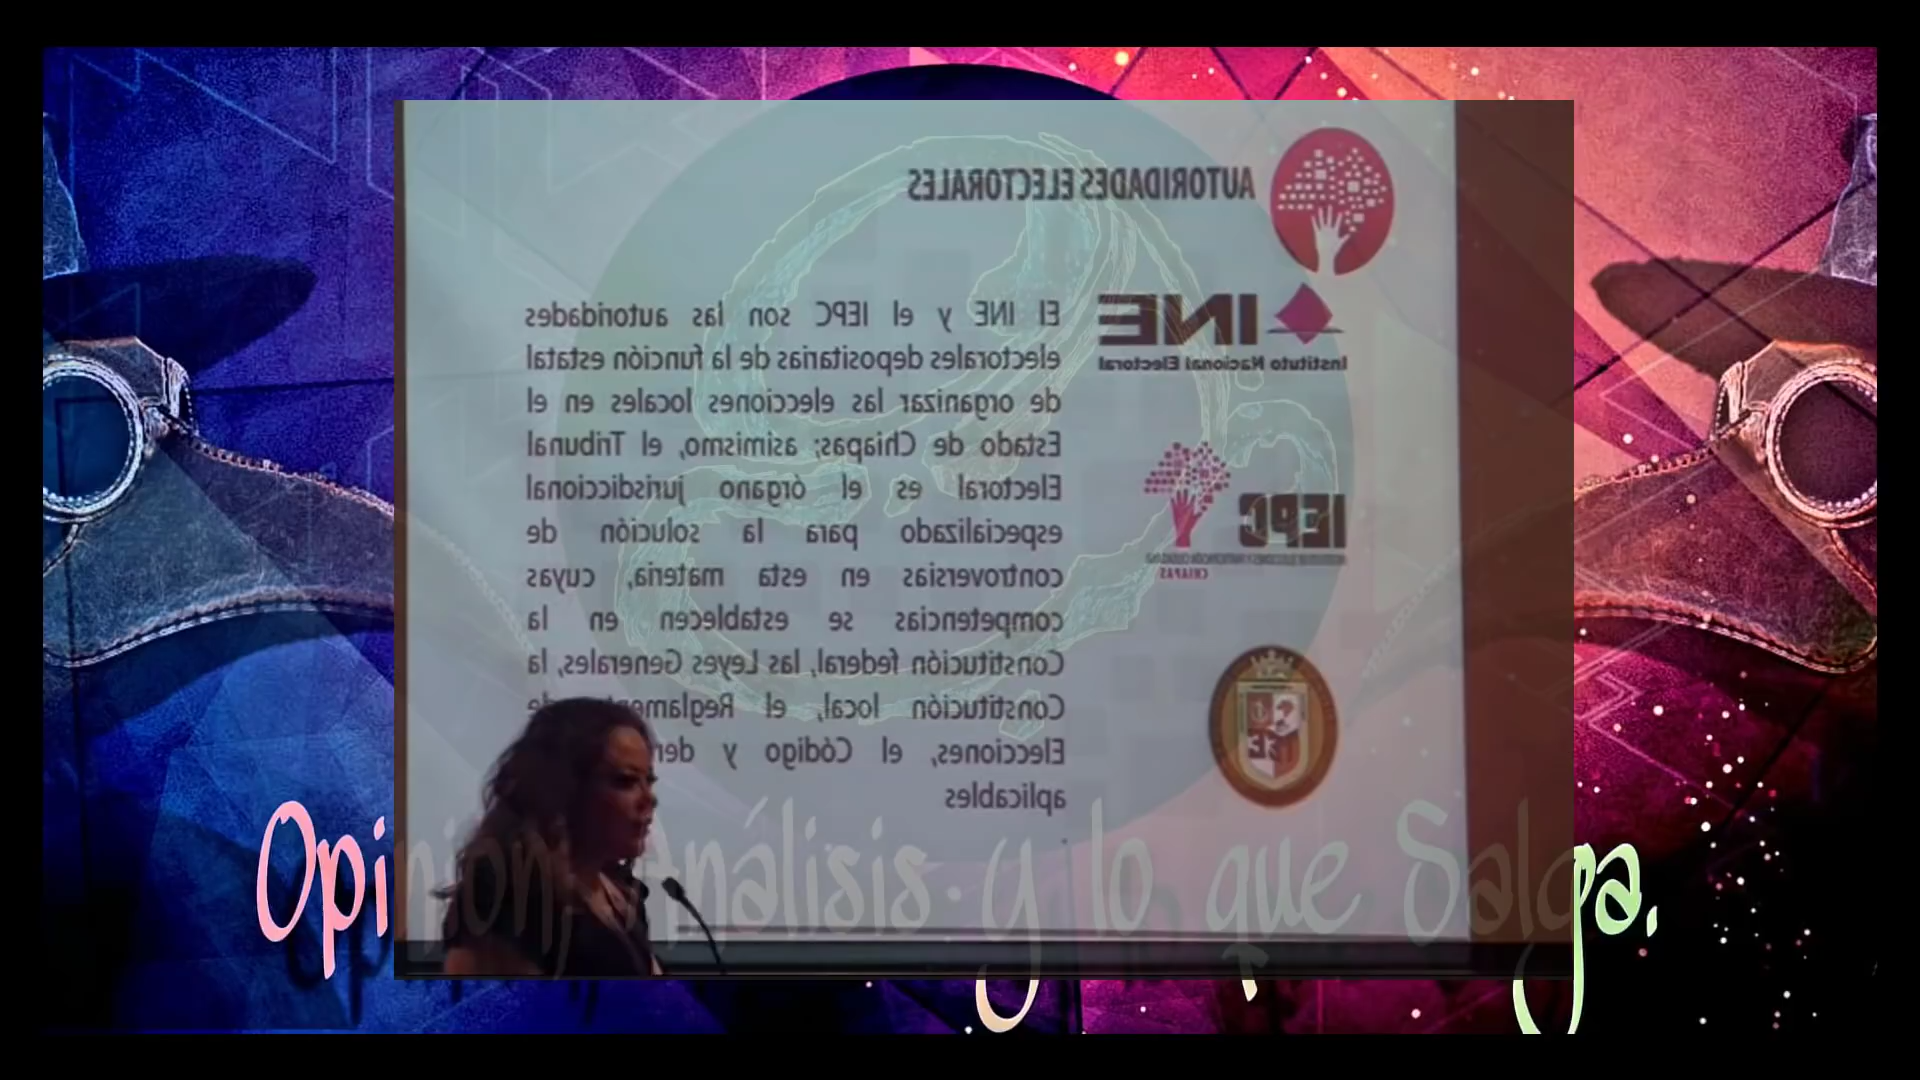 AUTORIDADES ELECTORALES
INE
Instituto Nacional Electoral
El INE y el IEPC son las autoridades
electorales depositarias de la función estatal
de organizar las elecciones locales en el
Estado de Chiapas; asimismo, el Tribunal
Electoral es el órgano jurisdiccional
especializado para la solución de
controversias en esta materia, cuyas
competencias se establecen en la
Constitución federal, las Leyes Generales, la
Constitución local, el de
Elecciones, el Código y
aplicables
IEPC
CHIAPAS
Opinion, Análisis y lo que Salga.